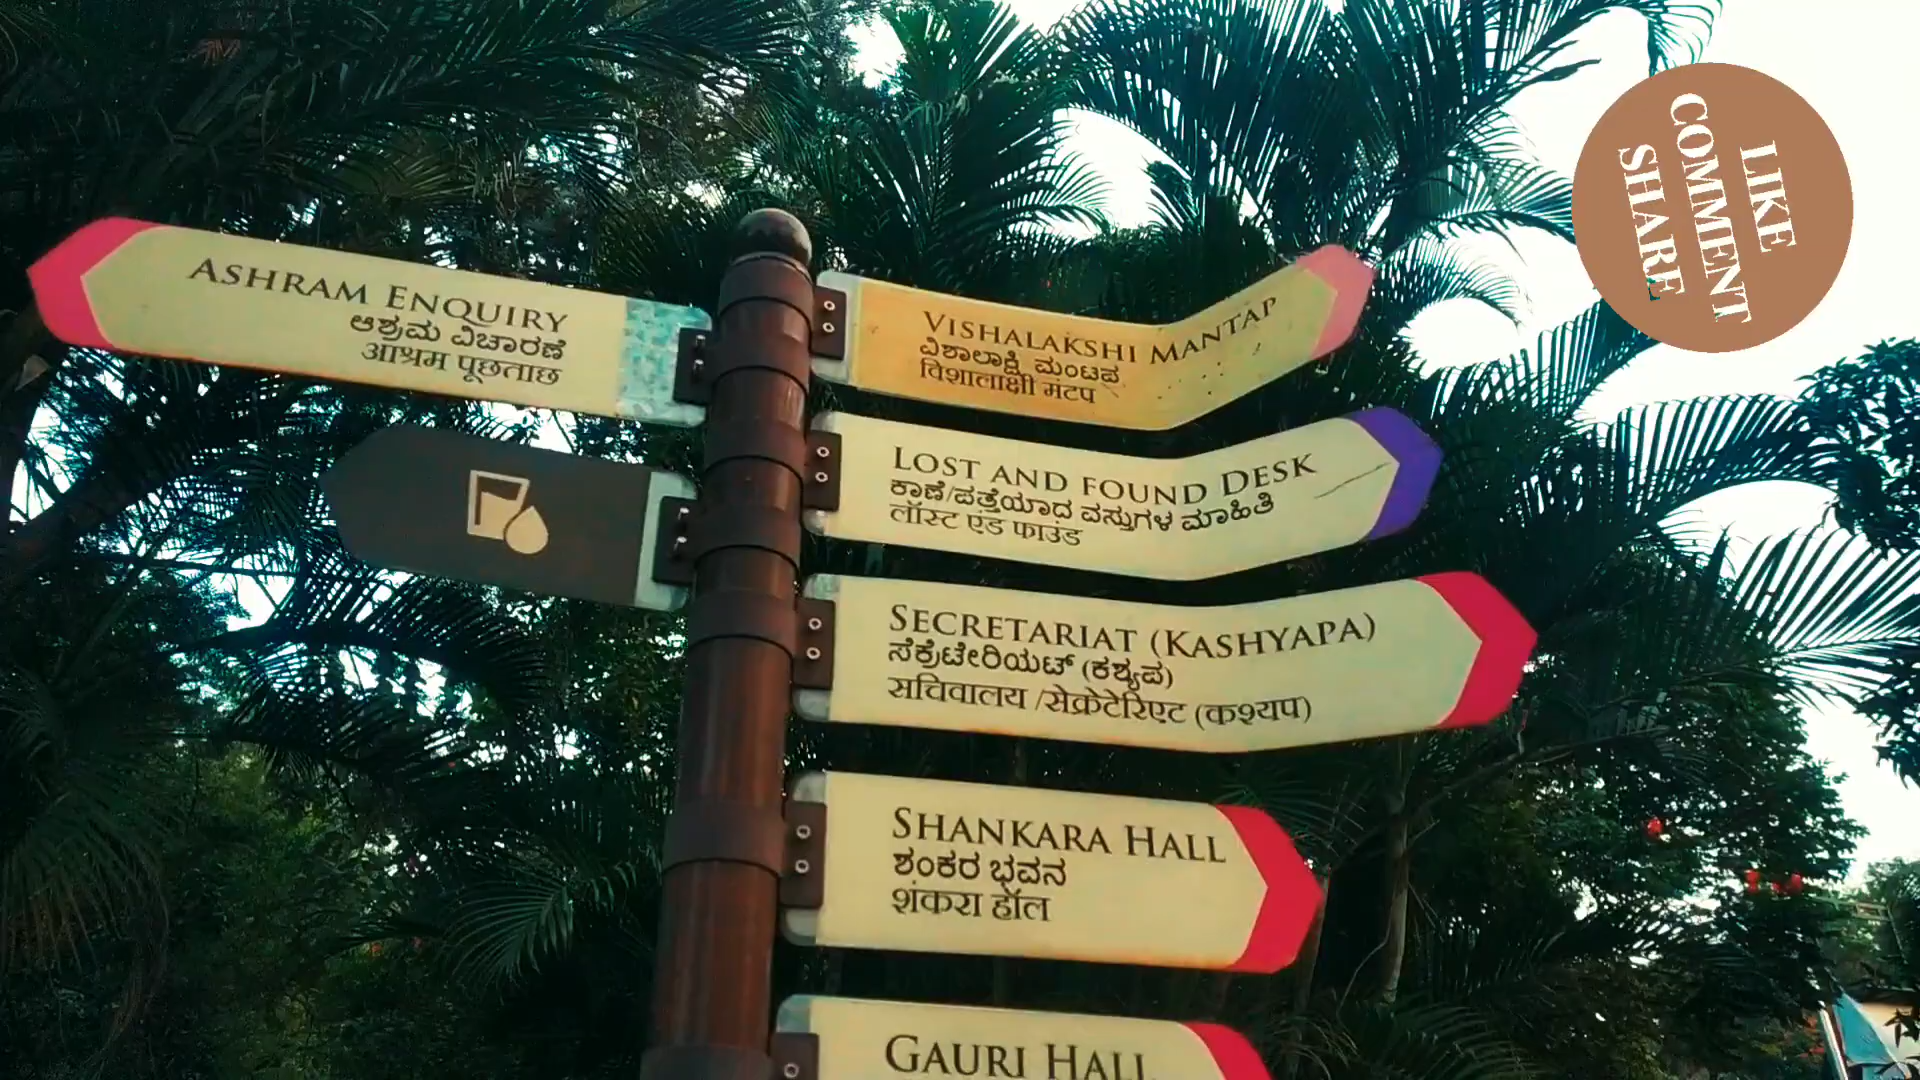 ASHRAM ENQUIRY
ಆಶ್ರಮ ವಿಚಾರಣೆ
आश्रम पूछताछ
VISHALAKSHI MANTAP
ವಿಶಾಲಾಕ್ಷಿ ಮಂಟಪ
विशालाक्षी मंटप
LOST AND FOUND DESK
ಕಾಣೆ/ಪತ್ತೆಯಾದ ವಸ್ತುಗಳ ಮಾಹಿತಿ
लॉस्ट एंड फाउंड
SECRETARIAT (KASHYAPA)
ಸೆಕ್ರೆಟೇರಿಯಟ್ (ಕಶ್ಯಪ)
सचिवालय /सेक्रेटेरिएट (कश्यप)
SHANKARA HALL
ಶಂಕರ ಭವನ
शंकरा हॉल
GAURI HALL
LIKE
COMMENT
SHARE